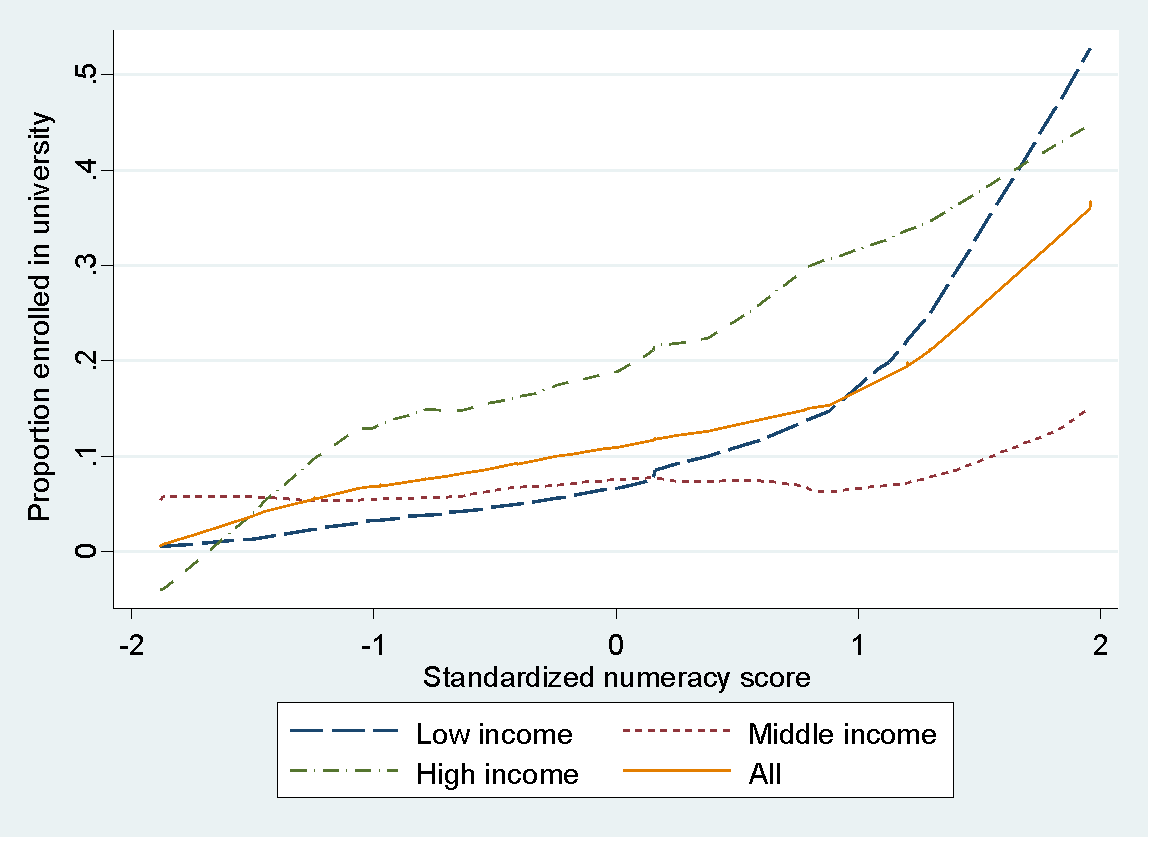 Proportion enrolled in university
.5
.4
.3
.2
.1
0
-2 -1 0 1 2
Standardized numeracy score
Low income Middle income
High income All